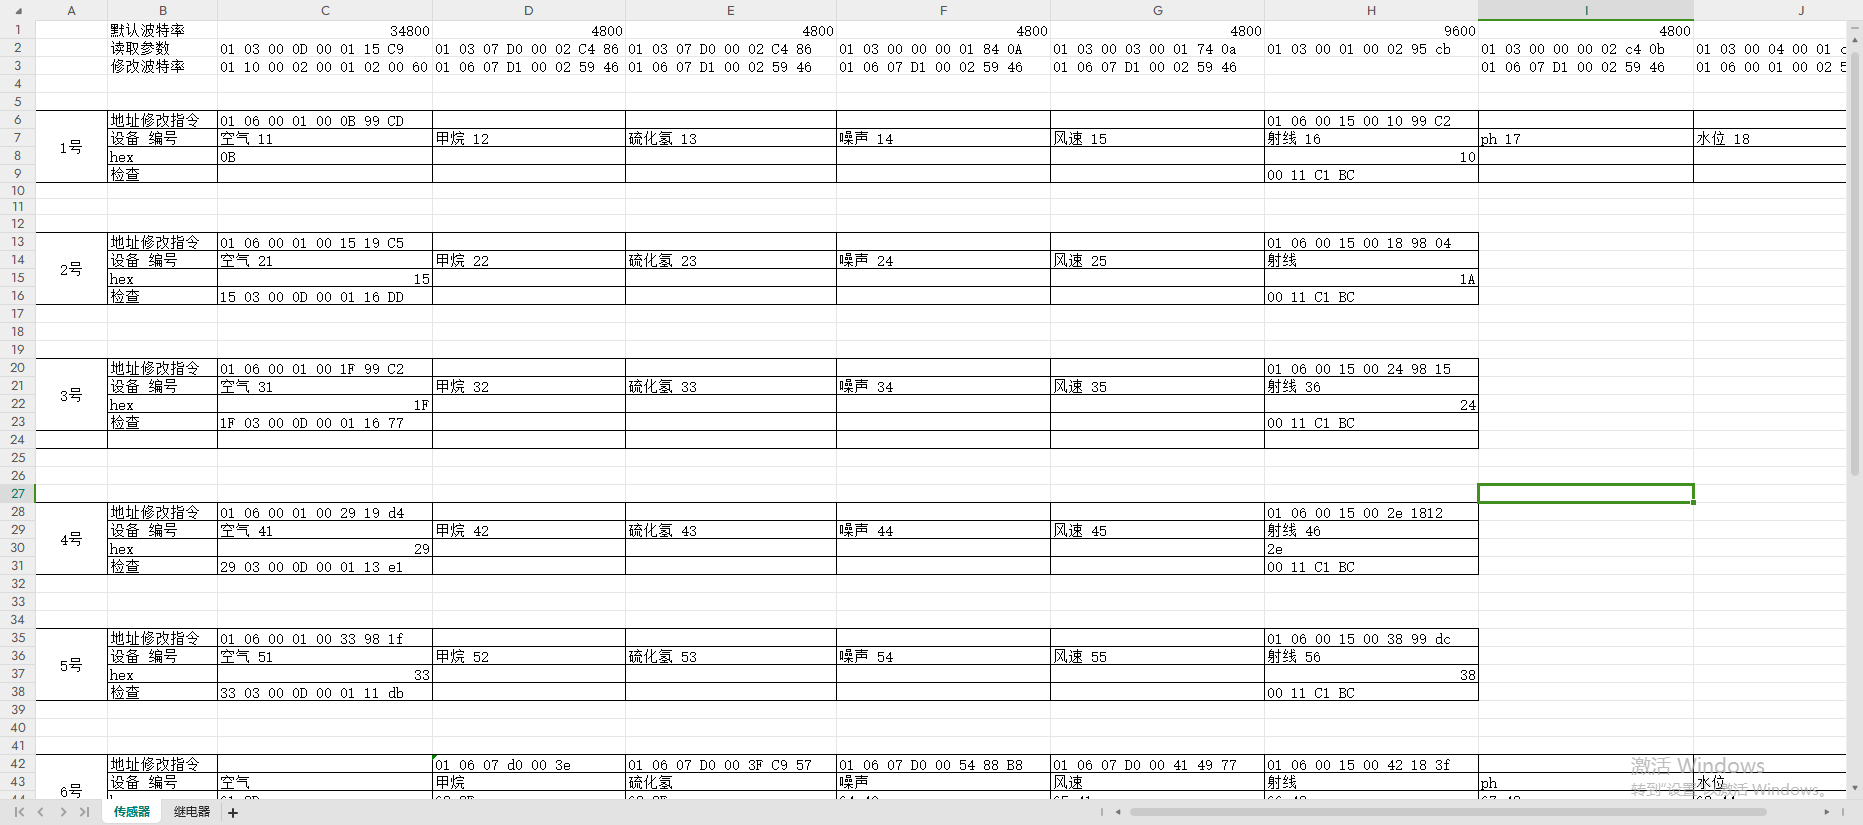 A B C D E F G H I J
1 默认波特率 34800 4800 4800 4800 4800 9600 4800
2 读取参数 01 03 00 0D 00 01 15 C9 01 03 07 D0 00 02 C4 86 01 03 07 D0 00 02 C4 86 01 03 00 00 00 01 84 0A 01 03 00 03 00 01 74 0a 01 03 00 01 00 02 95 cb 01 03 00 00 00 02 c4 0b 01 03 00 04 00 01 c
3 修改波特率 01 10 00 02 00 01 02 00 60 01 06 07 D1 00 02 59 46 01 06 07 D1 00 02 59 46 01 06 07 D1 00 02 59 46 01 06 07 D1 00 02 59 46 01 06 07 D1 00 02 59 46 01 06 00 01 00 02 5
4
5
6 地址修改指令 01 06 00 01 00 0B 99 CD 01 06 00 15 00 10 99 C2
7 1号 设备 编号 空气 11 甲烷 12 硫化氢 13 噪声 14 风速 15 射线 16 ph 17 水位 18
8 hex 0B 10
9 检查 00 11 C1 BC
10
11
12
13 地址修改指令 01 06 00 01 00 15 19 C5 01 06 00 15 00 18 98 04
14 2号 设备 编号 空气 21 甲烷 22 硫化氢 23 噪声 24 风速 25 射线
15 hex 15 1A
16 检查 15 03 00 0D 00 01 16 DD 00 11 C1 BC
17
18
19
20 地址修改指令 01 06 00 01 00 1F 99 C2 01 06 00 15 00 24 98 15
21 3号 设备 编号 空气 31 甲烷 32 硫化氢 33 噪声 34 风速 35 射线 36
22 hex 1F 24
23 检查 1F 03 00 0D 00 01 16 77 00 11 C1 BC
24
25
26
27
28 地址修改指令 01 06 00 01 00 29 19 d4 01 06 00 15 00 2e 1812
29 4号 设备 编号 空气 41 甲烷 42 硫化氢 43 噪声 44 风速 45 射线 46
30 hex 29 2e
31 检查 29 03 00 0D 00 01 13 e1 00 11 C1 BC
32
33
34
35 地址修改指令 01 06 00 01 00 33 98 1f 01 06 00 15 00 38 99 dc
36 5号 设备 编号 空气 51 甲烷 52 硫化氢 53 噪声 54 风速 55 射线 56
37 hex 33 38
38 检查 33 03 00 0D 00 01 11 db 00 11 C1 BC
39
40
41
42 地址修改指令 01 06 07 d0 00 3e 01 06 07 D0 00 3F C9 57 01 06 07 D0 00 54 88 B8 01 06 07 D0 00 41 49 77 01 06 00 15 00 42 18 3f
43 6号 设备 编号 空气 甲烷 硫化氢 噪声 风速 射线 ph 水位
激活 Windows
转到"设置"以激活 Windows。
传感器 继电器 +